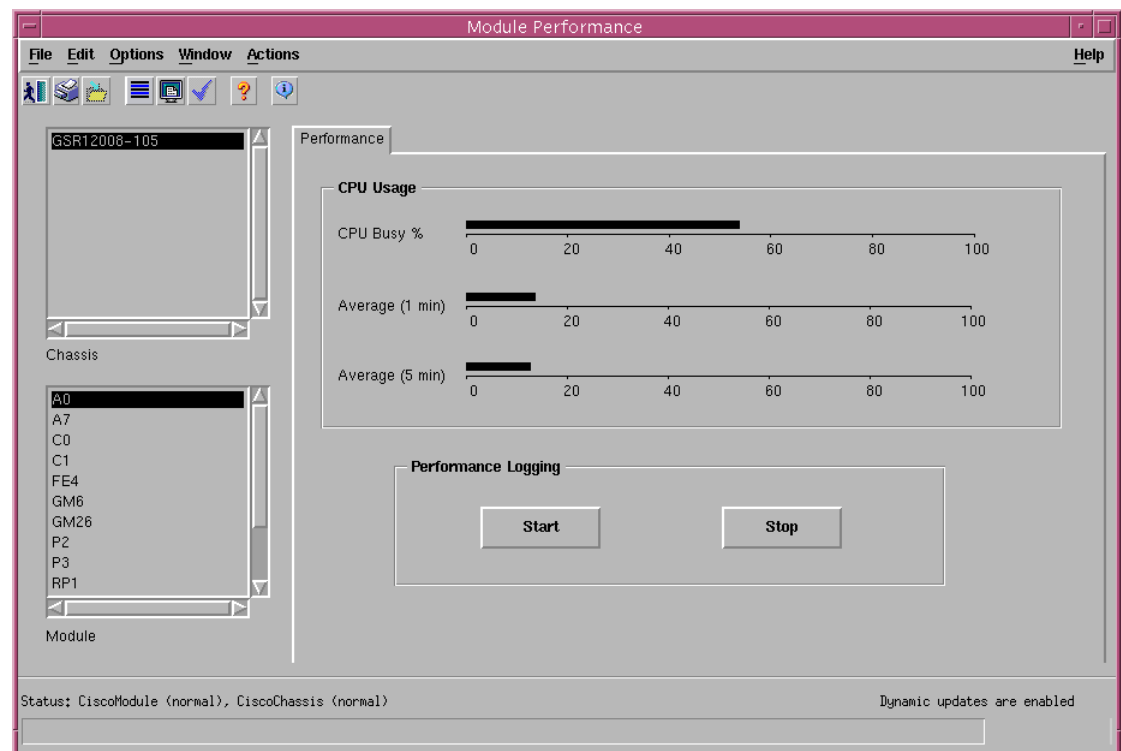 Module Performance
File Edit Options Window Actions Help
GSR12008-105
Chassis
A0
A7
C0
C1
FE4
GM6
GM26
P2
P3
RP1
Module
Performance
CPU Usage
CPU Busy %
0 20 40 60 80 100
Average (1 min)
0 20 40 60 80 100
Average (5 min)
0 20 40 60 80 100
Performance Logging
Start Stop
Status: CiscoModule (normal), CiscoChassis (normal) Dynamic updates are enabled